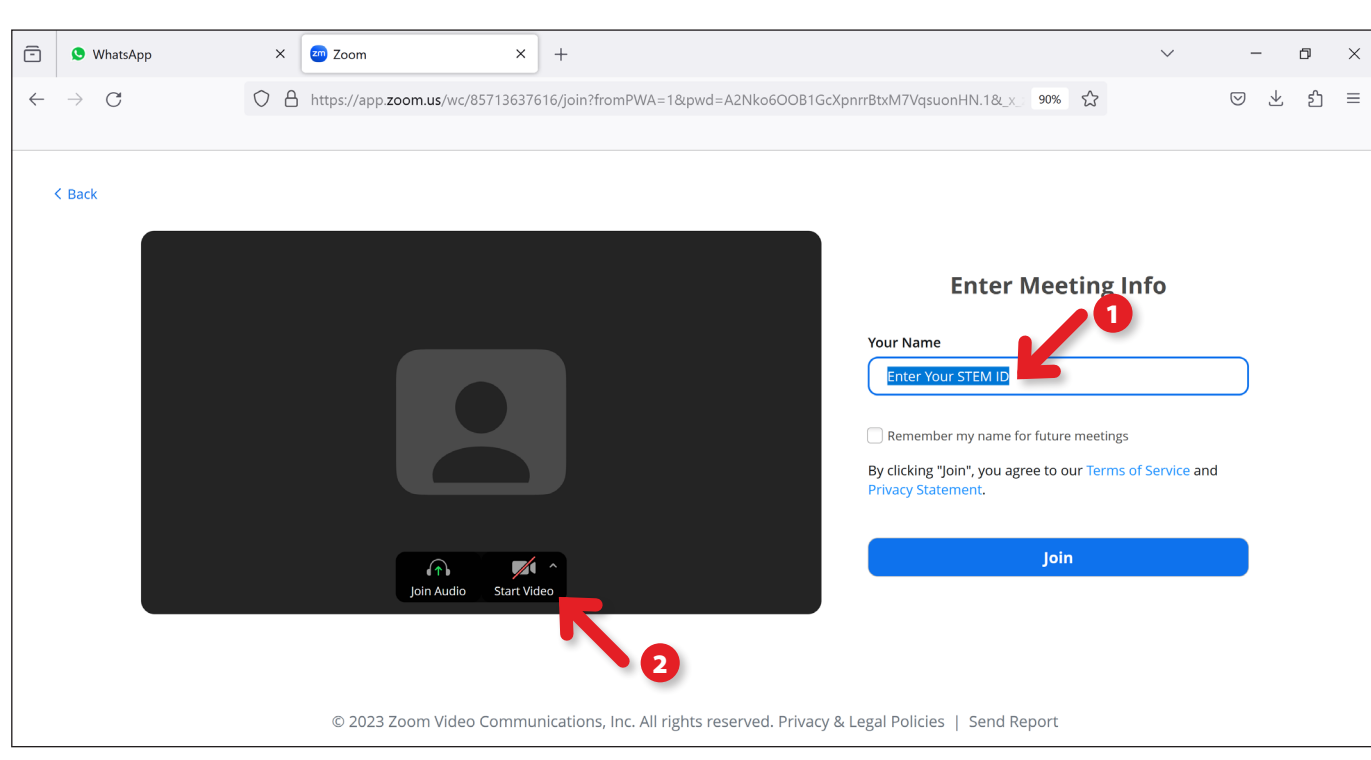 WhatsApp
zm Zoom
https://app.zoom.us/wc/85713637616/join?fromPWA=1&pwd=A2Nko6OOB1GcXpnrrBtxM7VqsuonHN.1&_x_ 90%
Back
Enter Meeting Info
1
Your Name
Enter Your STEM ID
Remember my name for future meetings
By clicking "Join", you agree to our Terms of Service and
Privacy Statement.
Join
Join Audio Start Video
2
© 2023 Zoom Video Communications, Inc. All rights reserved. Privacy & Legal Policies | Send Report